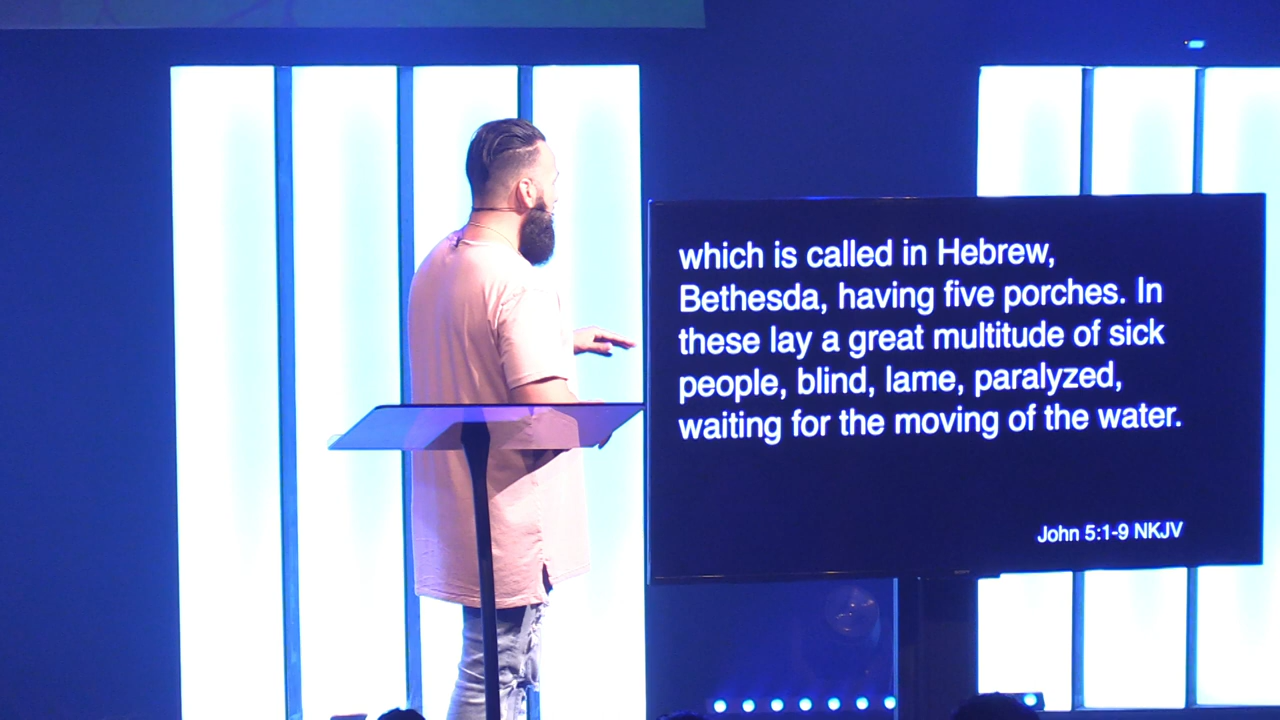 which is called in Hebrew,
Bethesda, having five porches. In
these lay a great multitude of sick
people, blind, lame, paralyzed,
waiting for the moving of the water.
John 5:1-9 NKJV